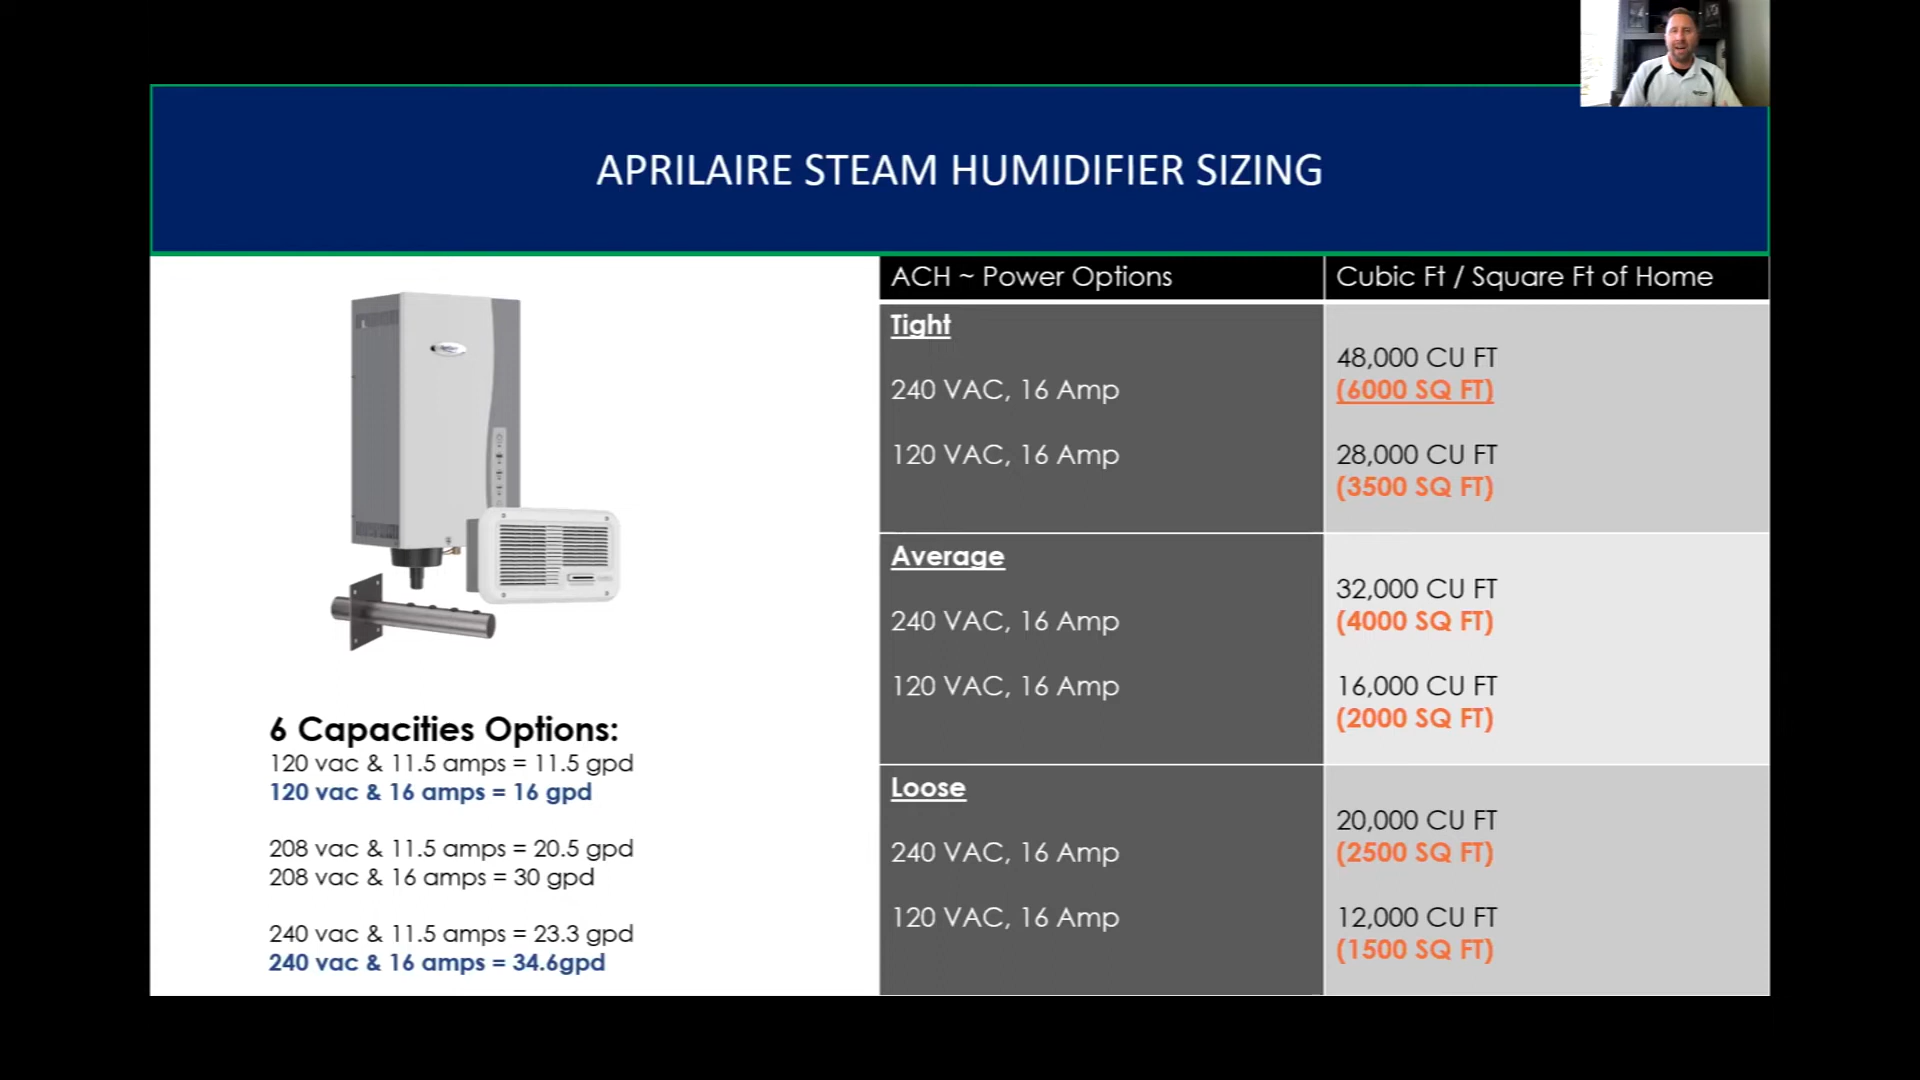 APRILAIRE STEAM HUMIDIFIER SIZING
6 Capacities Options:
120 vac & 11.5 amps = 11.5 gpd
120 vac & 16 amps = 16 gpd
208 vac & 11.5 amps = 20.5 gpd
208 vac & 16 amps = 30 gpd
240 vac & 11.5 amps = 23.3 gpd
240 vac & 16 amps = 34.6gpd
ACH ~ Power Options
Cubic Ft / Square Ft of Home
Tight
240 VAC, 16 Amp
120 VAC, 16 Amp
48,000 CU FT
(6000 SQ FT)
28,000 CU FT
(3500 SQ FT)
Average
240 VAC, 16 Amp
120 VAC, 16 Amp
32,000 CU FT
(4000 SQ FT)
16,000 CU FT
(2000 SQ FT)
Loose
240 VAC, 16 Amp
120 VAC, 16 Amp
20,000 CU FT
(2500 SQ FT)
12,000 CU FT
(1500 SQ FT)